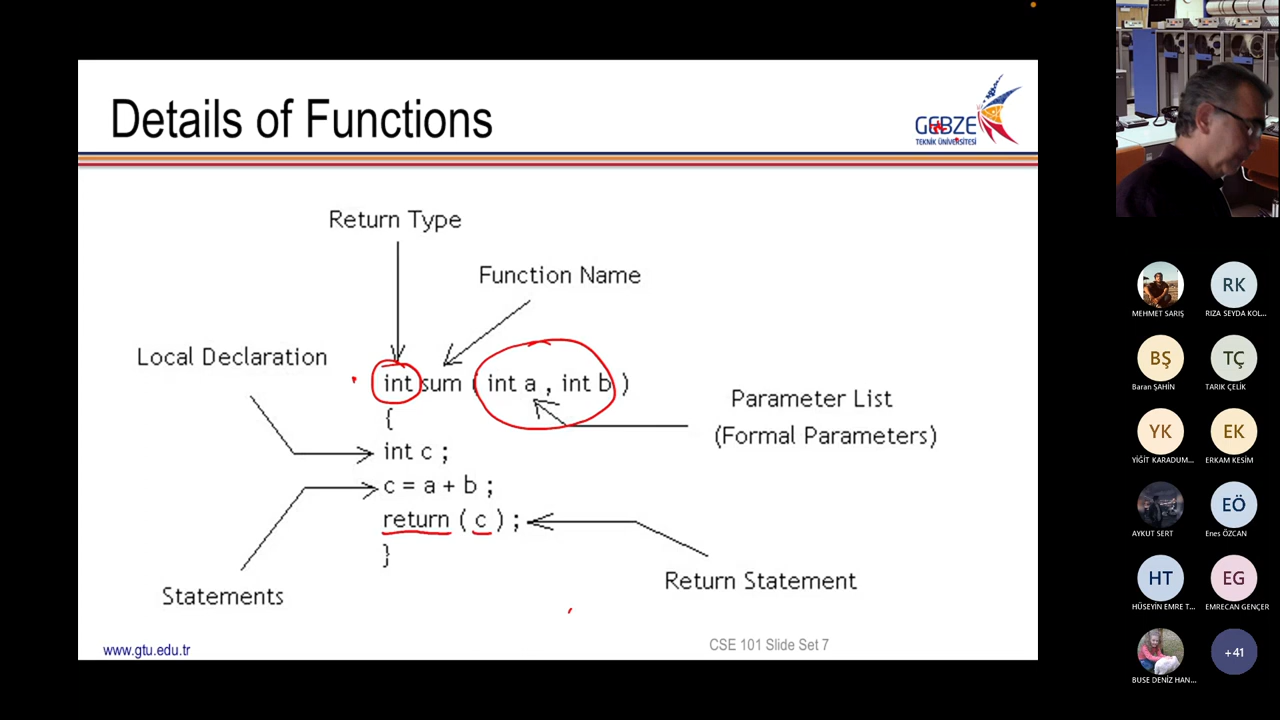 Details of Functions
GEBZE
TEKNİK ÜNİVERSİTESİ
Return Type
Function Name
Local Declaration
int sum ( int a , int b )
Parameter List
(Formal Parameters)
{
int c ;
c = a + b ;
return ( c ) ;
}
Return Statement
Statements
www.gtu.edu.tr
CSE 101 Slide Set 7
MEHMET SARIŞ
RK
RIZA SEYDA KOL...
BŞ
Baran ŞAHİN
TÇ
TARIK ÇELİK
YK
YİĞİT KARADUM...
EK
ERKAM KESİM
AYKUT SERT
EÖ
Enes ÖZCAN
HT
HÜSEYİN EMRE T...
EG
EMRECAN GENÇER
BUSE DENİZ HAN...
+41